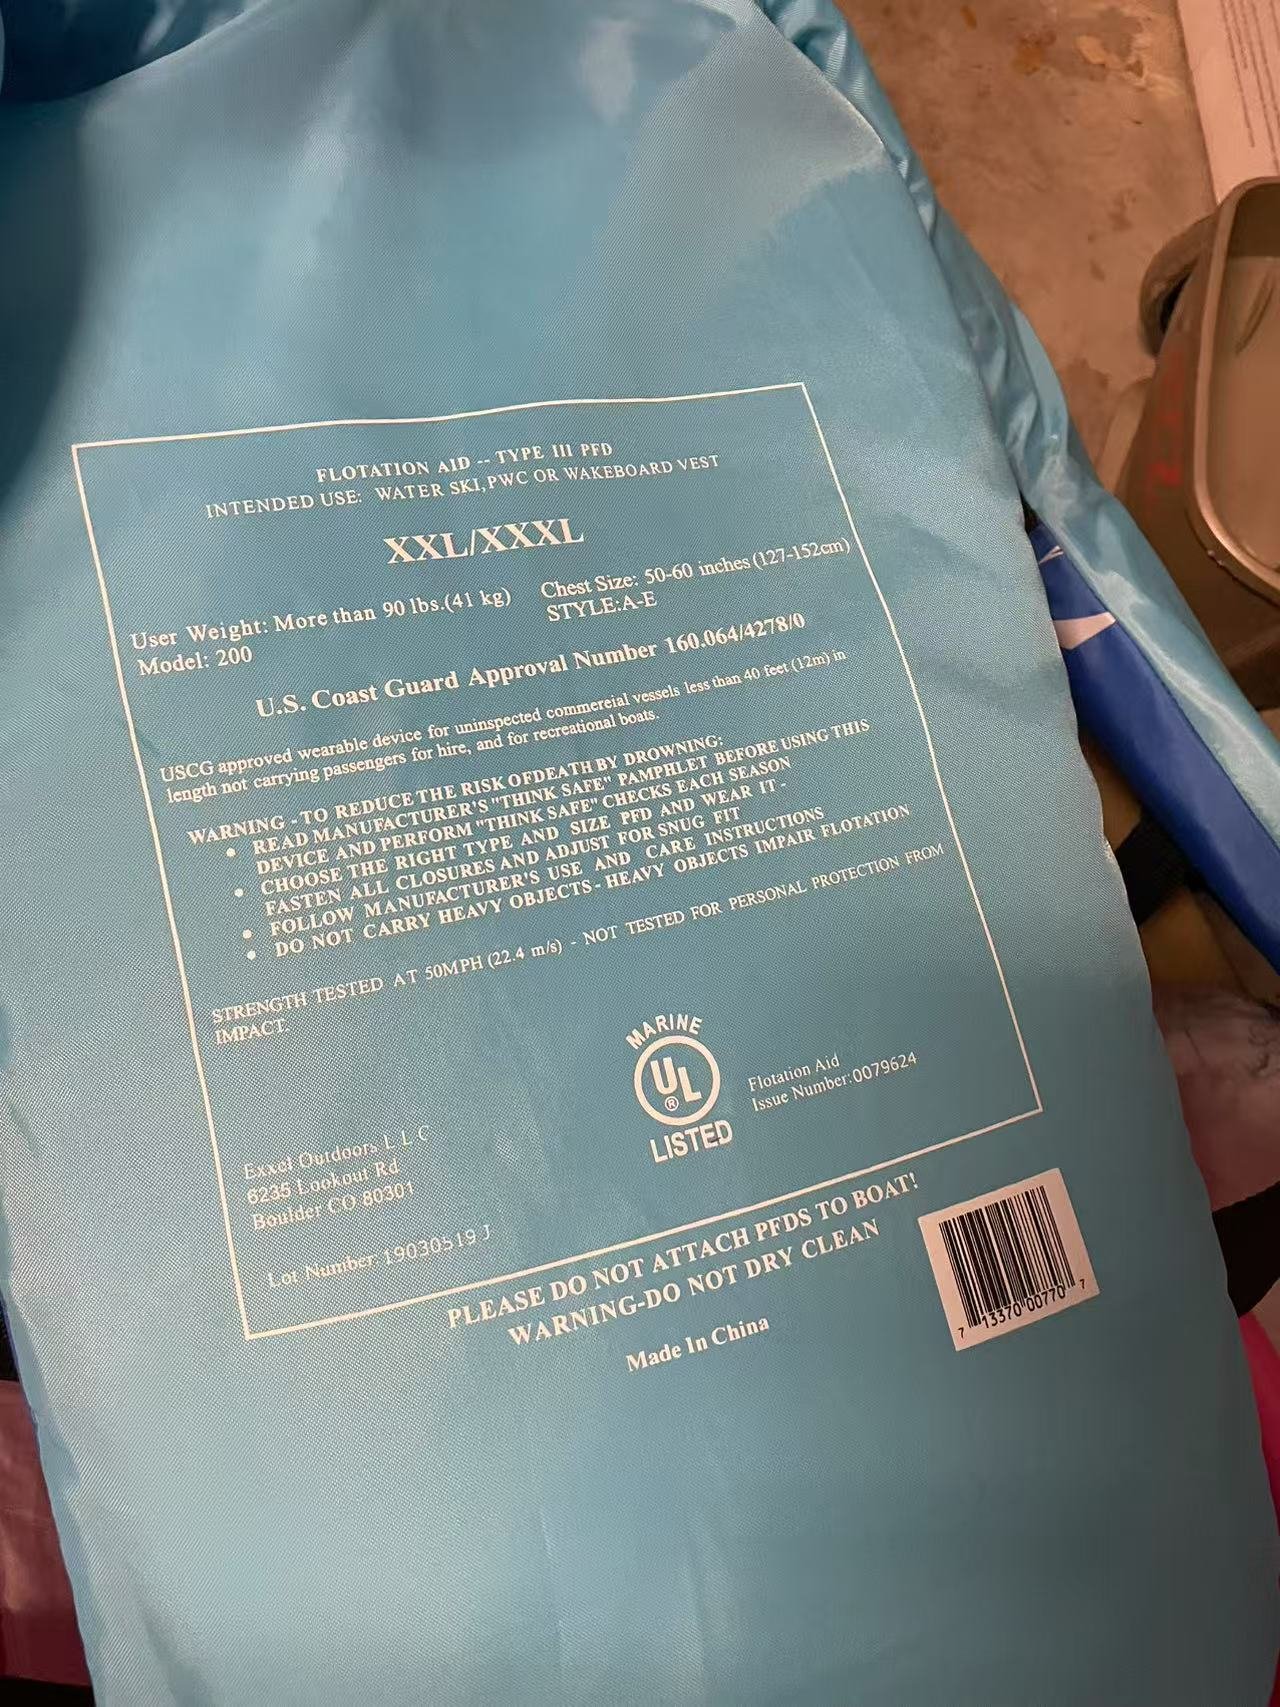 FLOTATION AID -- TYPE III PFD
INTENDED USE: WATER SKI,PWC OR WAKEBOARD VEST
XXL/XXXL
User Weight: More than 90 lbs.(41 kg) Chest Size: 50-60 inches (127-152cm)
Model: 200 STYLE:A-E
U.S. Coast Guard Approval Number 160.064/4278/0
USCG approved wearable device for uninspected commereial vessels less than 40 feet (12m) in
length not carrying passengers for hire, and for recreational boats.
WARNING - TO REDUCE THE RISK OFDEATH BY DROWNING:
• READ MANUFACTURER'S "THINK SAFE" PAMPHLET BEFORE USING THIS
DEVICE AND PERFORM "THINK SAFE" CHECKS EACH SEASON
• CHOOSE THE RIGHT TYPE AND SIZE PFD AND WEAR IT -
FASTEN ALL CLOSURES AND ADJUST FOR SNUG FIT
• FOLLOW MANUFACTURER'S USE AND CARE INSTRUCTIONS
• DO NOT CARRY HEAVY OBJECTS - HEAVY OBJECTS IMPAIR FLOTATION
STRENGTH TESTED AT 50MPH (22.4 m/s) - NOT TESTED FOR PERSONAL PROTECTION FROM
IMPACT.
MARINE
UL
®
LISTED
Flotation Aid
Issue Number:0079624
Exxel Outdoors L L C
6235 Lookout Rd
Boulder CO 80301
Lot Number: 19030519 J
PLEASE DO NOT ATTACH PFDS TO BOAT!
WARNING-DO NOT DRY CLEAN
Made In China
7 13370 00770 7